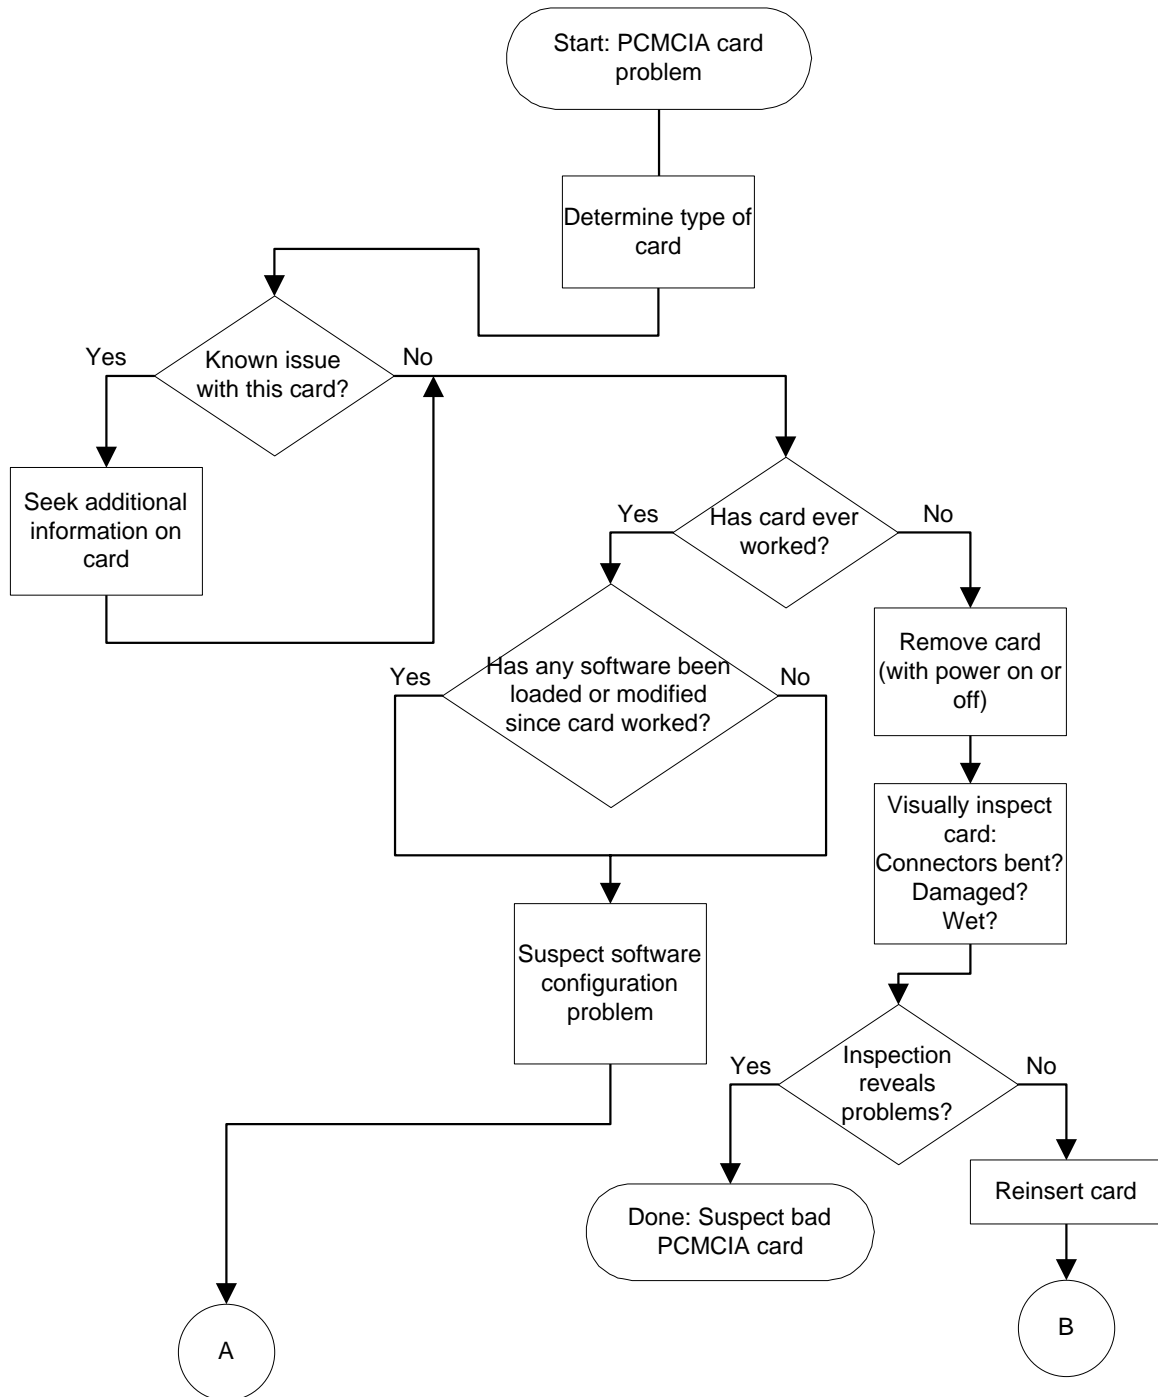 Start: PCMCIA card
problem
Determine type of
card
Yes
Known issue
with this card?
No
Seek additional
information on
card
Yes
Has card ever
worked?
No
Remove card
(with power on or
off)
Yes
Has any software been
loaded or modified
since card worked?
No
Visually inspect
card:
Connectors bent?
Damaged?
Wet?
Suspect software
configuration
problem
Yes
Inspection
reveals
problems?
No
Done: Suspect bad
PCMCIA card
Reinsert card
A
B